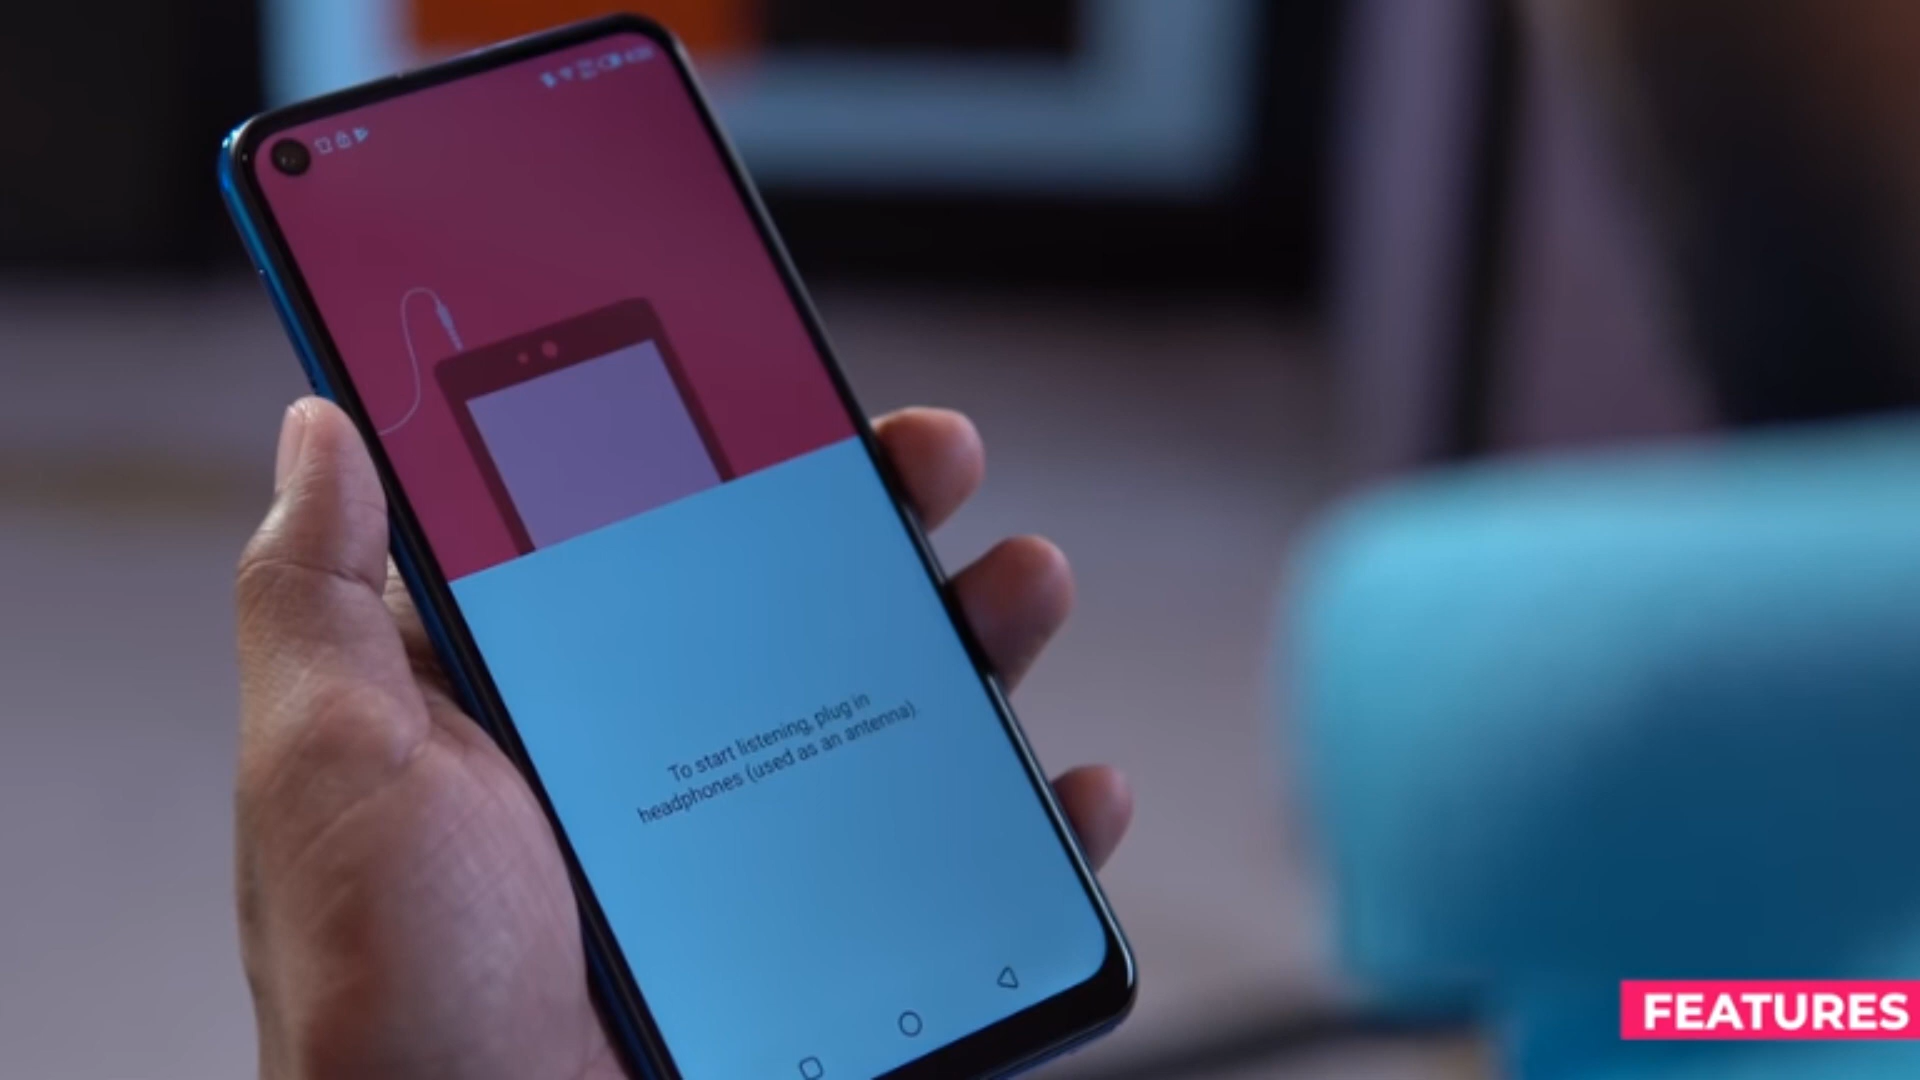 To start listening, plug in
headphones (used as an antenna).
FEATURES